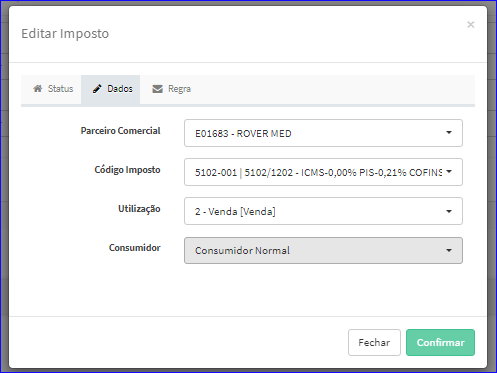 Editar Imposto
×
Status Dados Regra
Parceiro Comercial E01683 - ROVER MED
Código Imposto 5102-001 | 5102/1202 - ICMS-0,00% PIS-0,21% COFINS
Utilização 2 - Venda [Venda]
Consumidor Consumidor Normal
Fechar Confirmar